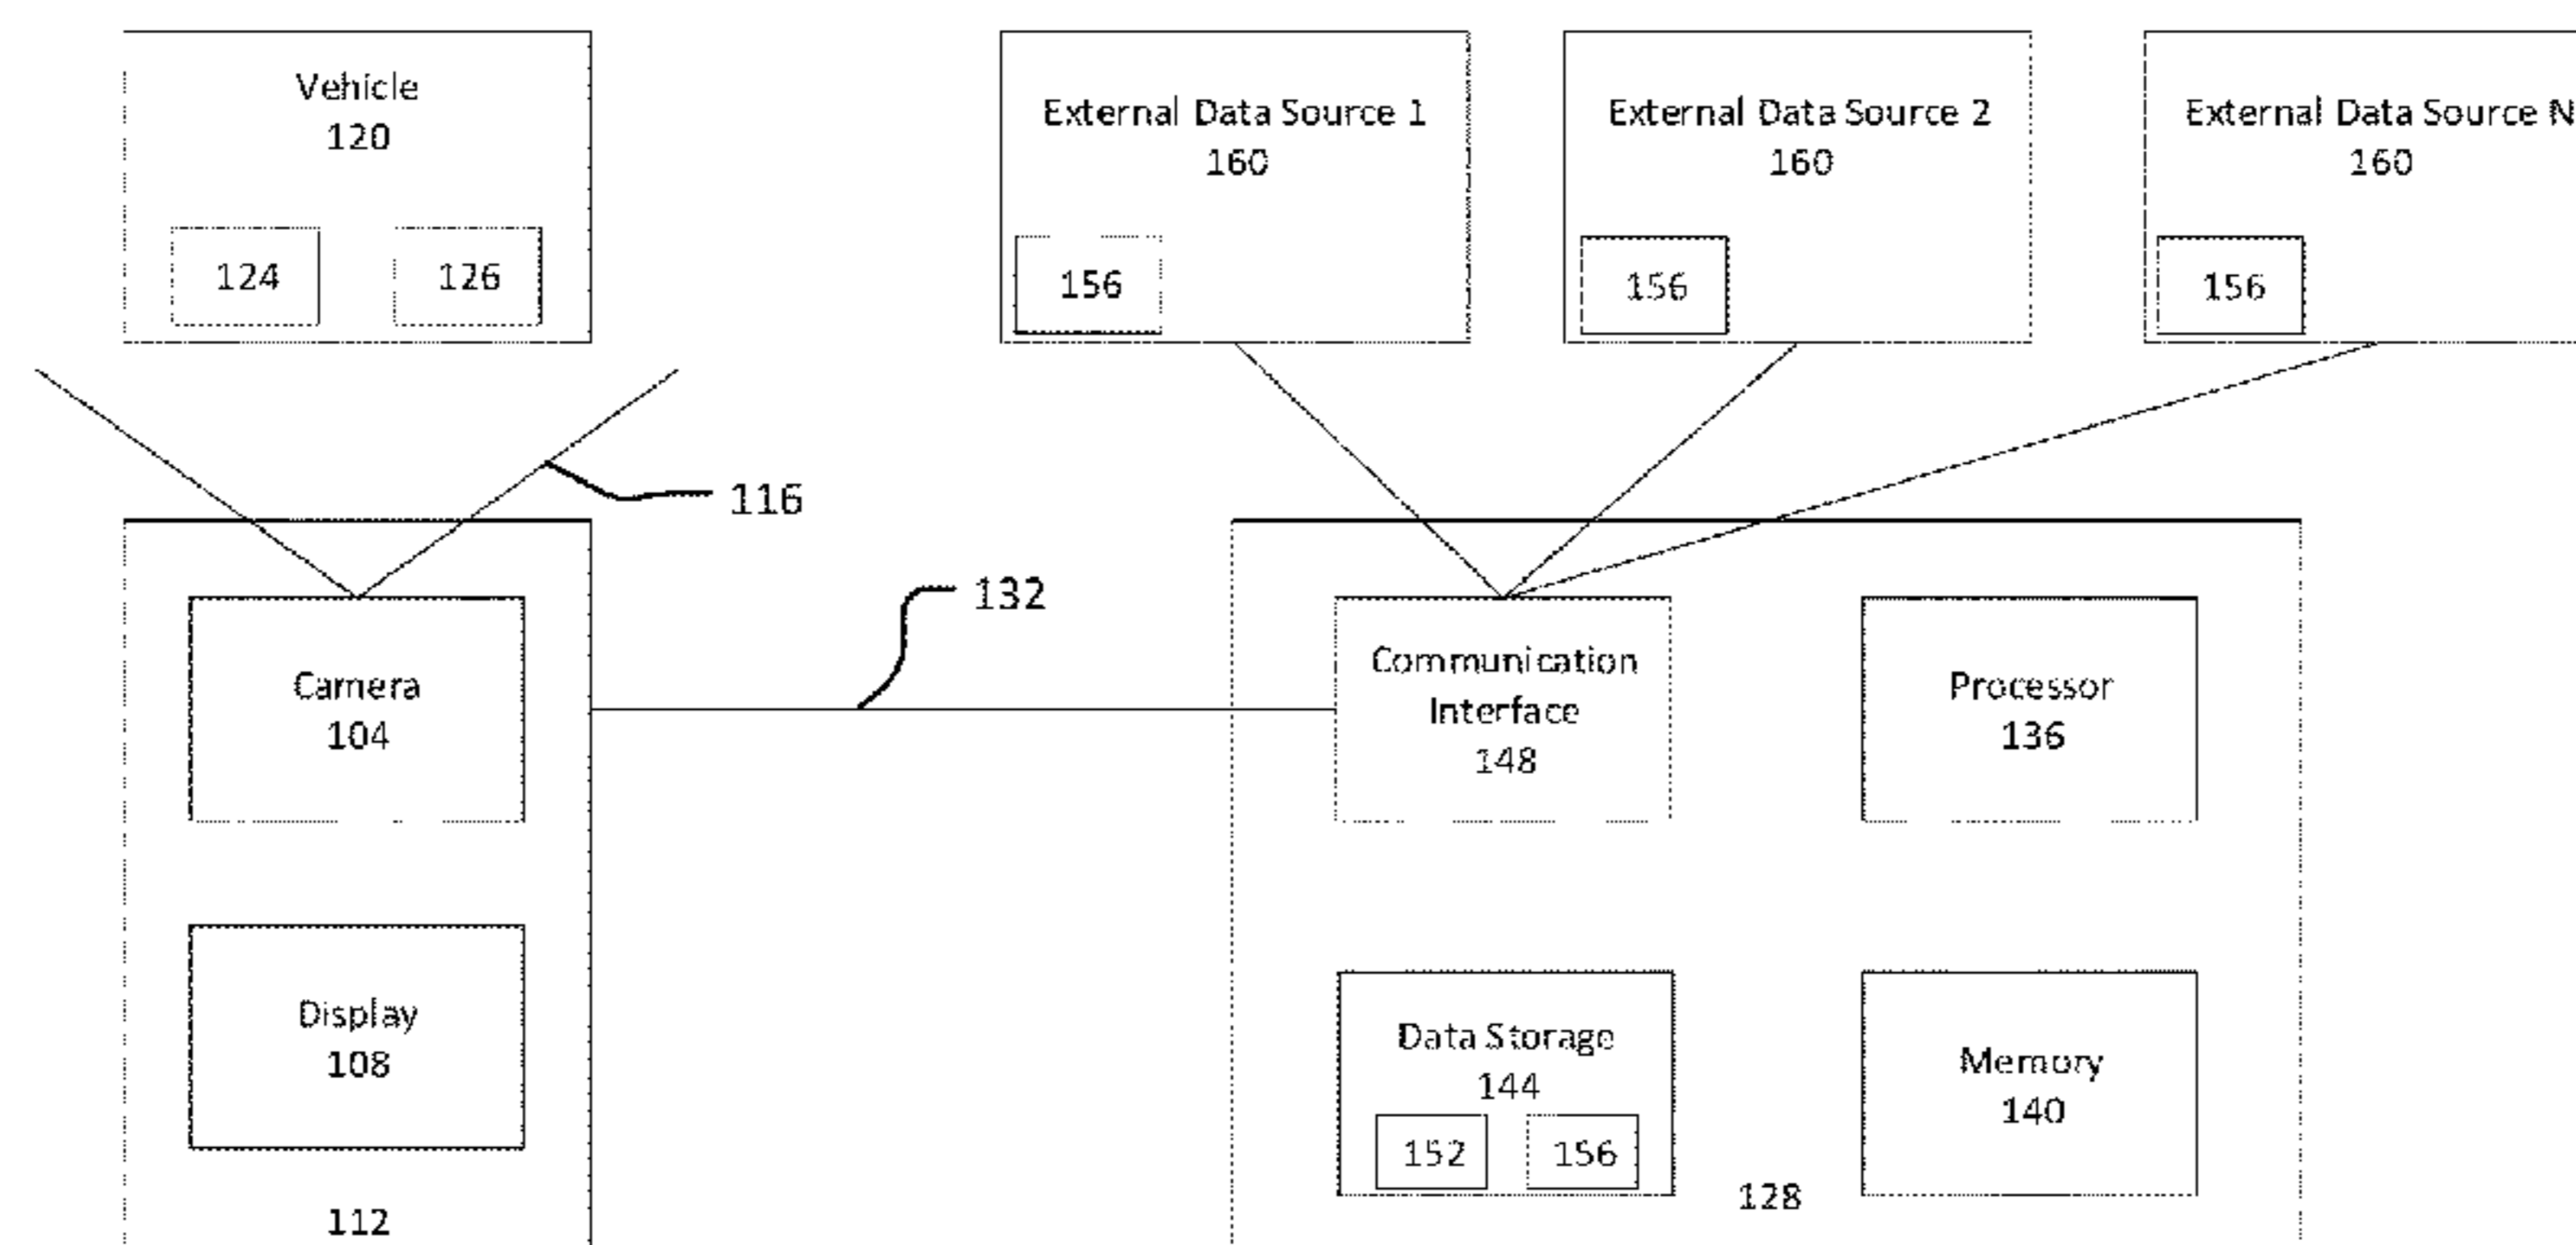 Vehicle
120
124
126
External Data Source 1
160
156
External Data Source 2
160
156
External Data Source N
160
156
116
132
Camera
104
Display
108
112
Communication
Interface
148
Processor
136
Data Storage
144
152
156
Memory
140
128